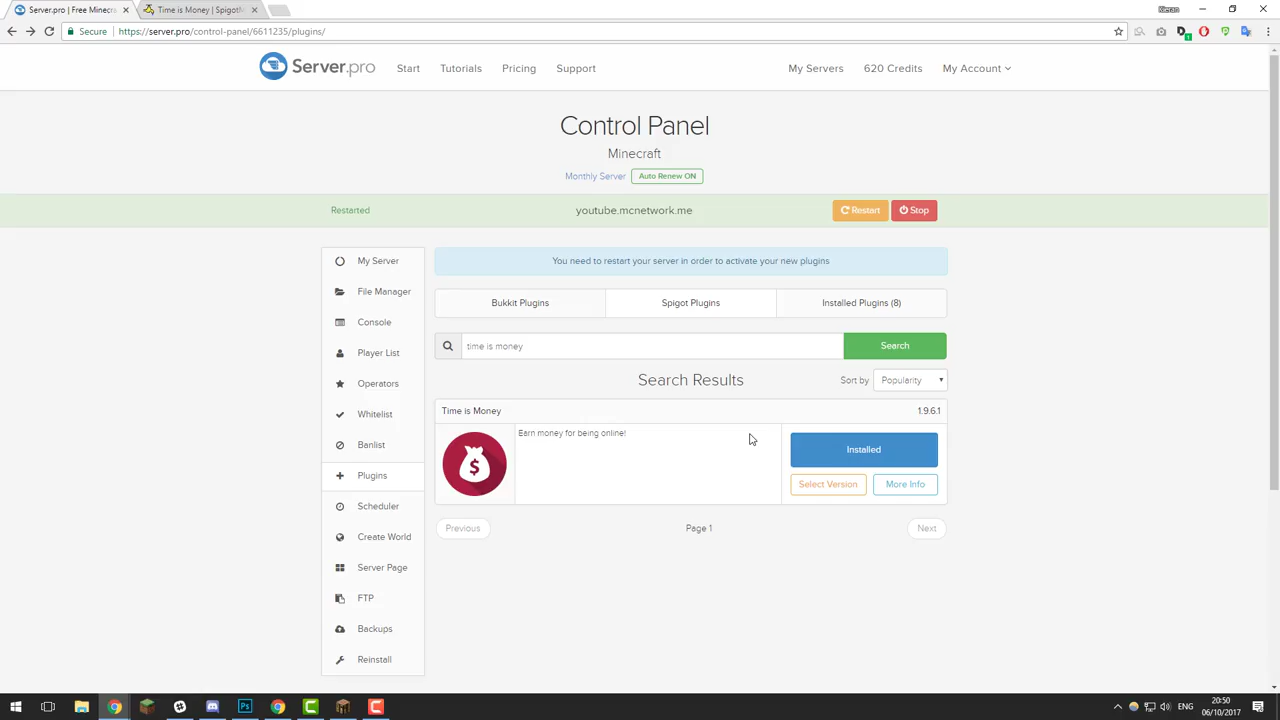 Server.pro | Free Minecr
Time is Money | SpigotM
Kieran
Secure
https://server.pro/control-panel/6611235/plugins/
Server.pro
Start
Tutorials
Pricing
Support
My Servers
620 Credits
My Account
Control Panel
Minecraft
Monthly Server
Auto Renew ON
Restarted
youtube.mcnetwork.me
Restart
Stop
My Server
File Manager
Console
Player List
Operators
Whitelist
Banlist
Plugins
Scheduler
Create World
Server Page
FTP
Backups
Reinstall
You need to restart your server in order to activate your new plugins
Bukkit Plugins
Spigot Plugins
Installed Plugins (8)
time is money
Search
Search Results
Sort by
Popularity
Time is Money
1.9.6.1
$
Earn money for being online!
Installed
Select Version
More Info
Previous
Page 1
Next
Ps
ENG
20:50
06/10/2017